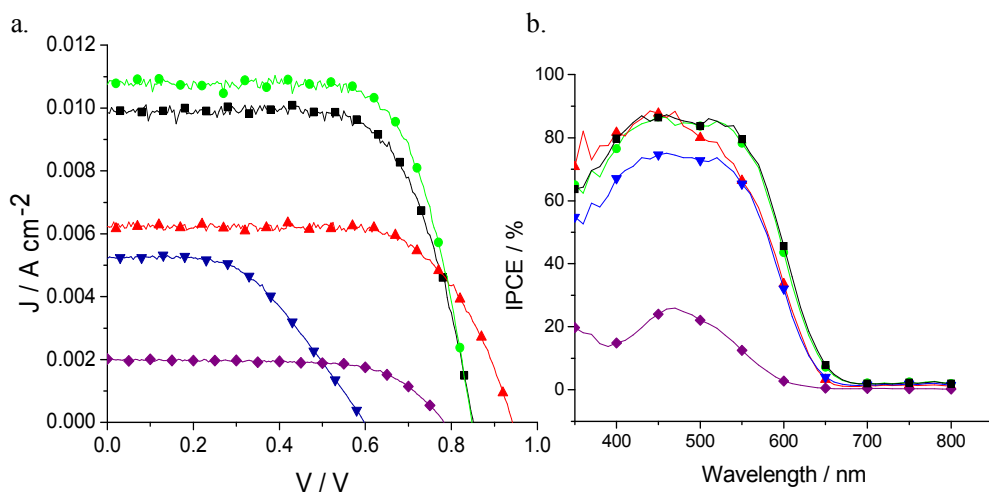 a.
0.012
0.010
0.008
0.006
0.004
0.002
0.000
J / A cm-2
0.0 0.2 0.4 0.6 0.8 1.0
V / V
b.
100
80
60
40
20
0
IPCE / %
400 500 600 700 800
Wavelength / nm